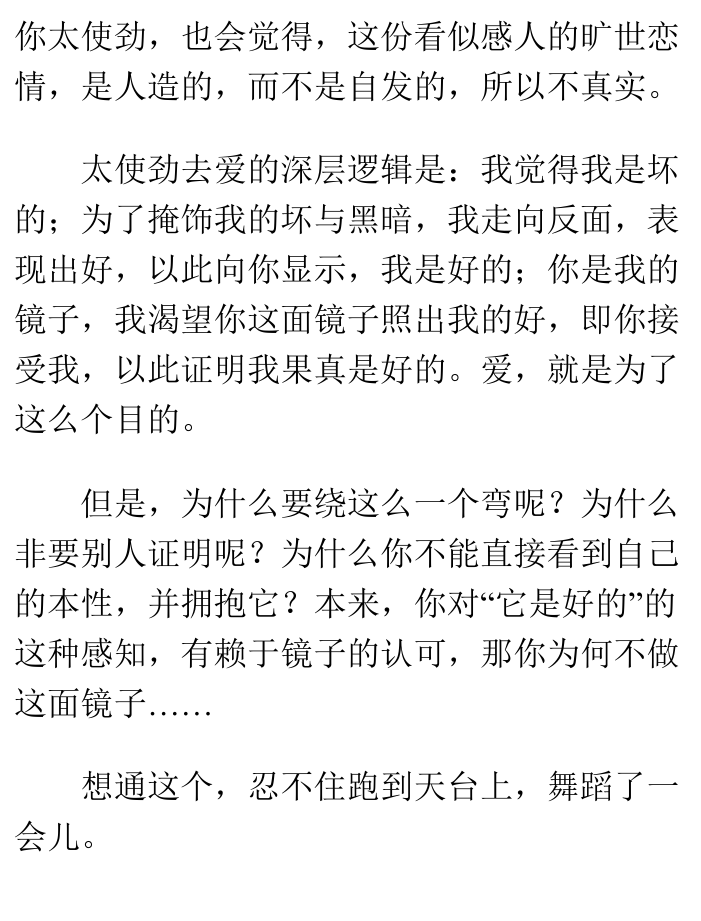 你太使劲，也会觉得，这份看似感人的旷世恋
情，是人造的，而不是自发的，所以不真实。
太使劲去爱的深层逻辑是：我觉得我是坏
的；为了掩饰我的坏与黑暗，我走向反面，表
现出好，以此向你显示，我是好的；你是我的
镜子，我渴望你这面镜子照出我的好，即你接
受我，以此证明我果真是好的。爱，就是为了
这么个目的。
但是，为什么要绕这么一个弯呢？为什么
非要别人证明呢？为什么你不能直接看到自己
的本性，并拥抱它？本来，你对“它是好的”的
这种感知，有赖于镜子的认可，那你为何不做
这面镜子……
想通这个，忍不住跑到天台上，舞蹈了一
会儿。